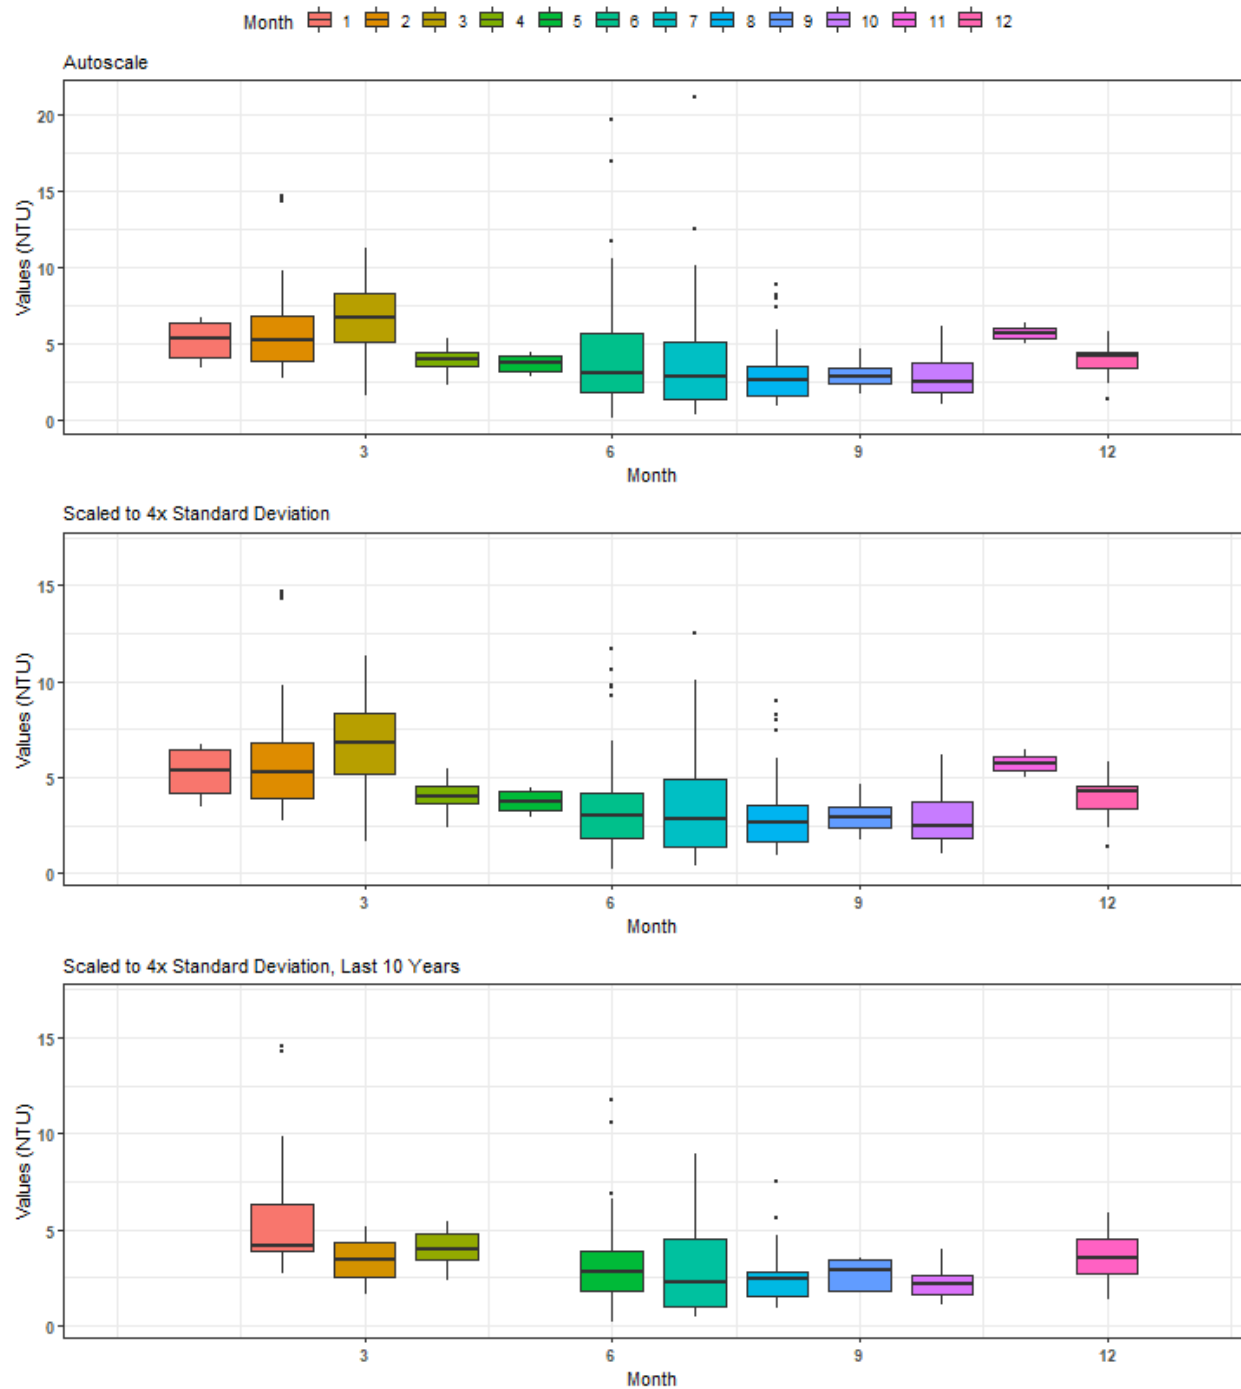 Month 1 2 3 4 5 6 7 8 9 10 11 12
Autoscale
Values (NTU)
20
15
10
5
0
3 6 9 12
Month
Scaled to 4x Standard Deviation
Values (NTU)
15
10
5
0
3 6 9 12
Month
Scaled to 4x Standard Deviation, Last 10 Years
Values (NTU)
15
10
5
0
3 6 9 12
Month